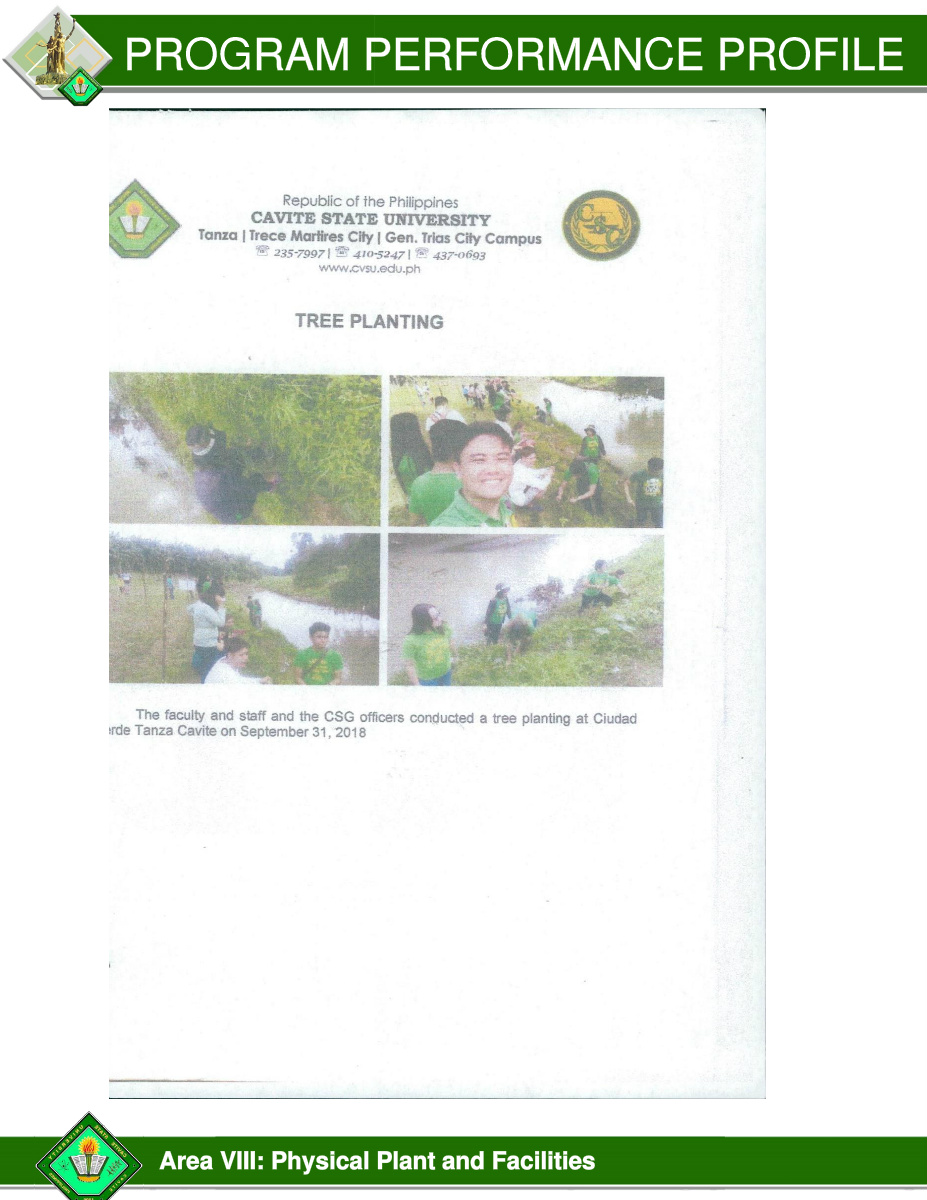 PROGRAM PERFORMANCE PROFILE
Republic of the Philippines
CAVITE STATE UNIVERSITY
Tanza | Trece Martires City | Gen. Trias City Campus
☏ 235-7997 | ☏ 410-5247 | ☏ 437-0693
www.cvsu.edu.ph
TREE PLANTING
The faculty and staff and the CSG officers conducted a tree planting at Ciudad
rde Tanza Cavite on September 31, 2018
Area VIII: Physical Plant and Facilities